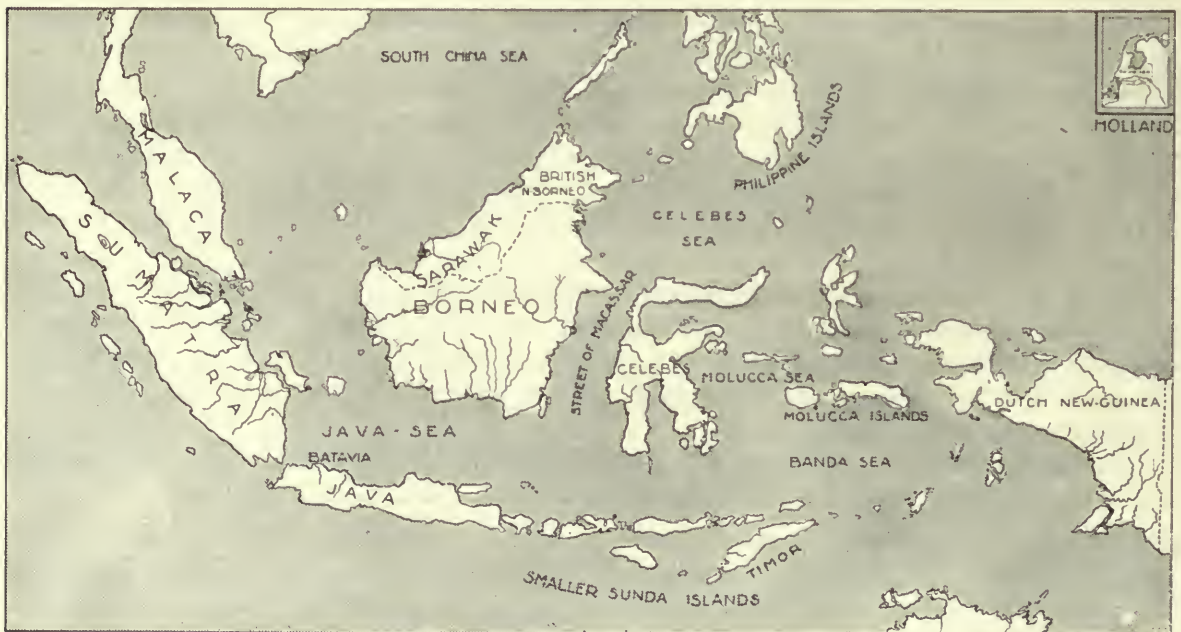 SOUTH CHINA SEA
HOLLAND
PHILIPPINE ISLANDS
MALACA
BRITISH
N BORNEO
CELEBES
SEA
SUMATRA
SARAWAK
BORNEO
STREET OF MACASSAR
CELEBES
MOLUCCA SEA
MOLUCCA ISLANDS
DUTCH NEW-GUINEA
JAVA - SEA
BATAVIA
BANDA SEA
JAVA
TIMOR
SMALLER SUNDA ISLANDS